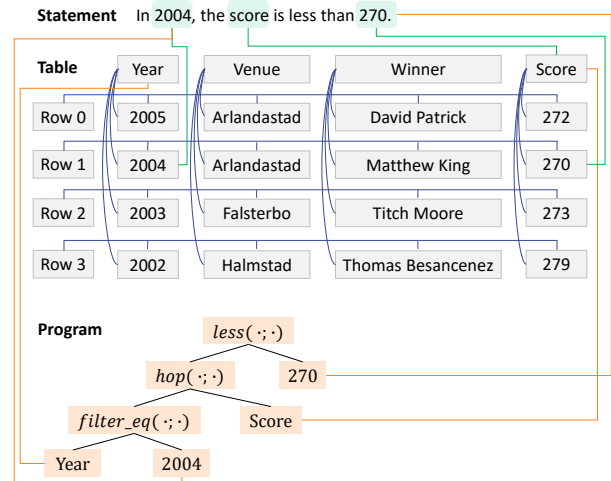 Statement In 2004, the score is less than 270.
Table Year Venue Winner Score
Row 0 2005 Arlandastad David Patrick 272
Row 1 2004 Arlandastad Matthew King 270
Row 2 2003 Falsterbo Titch Moore 273
Row 3 2002 Halmstad Thomas Besancenez 279
Program
less( ·; ·)
hop( ·; ·) 270
filter_eq( ·; ·) Score
Year 2004